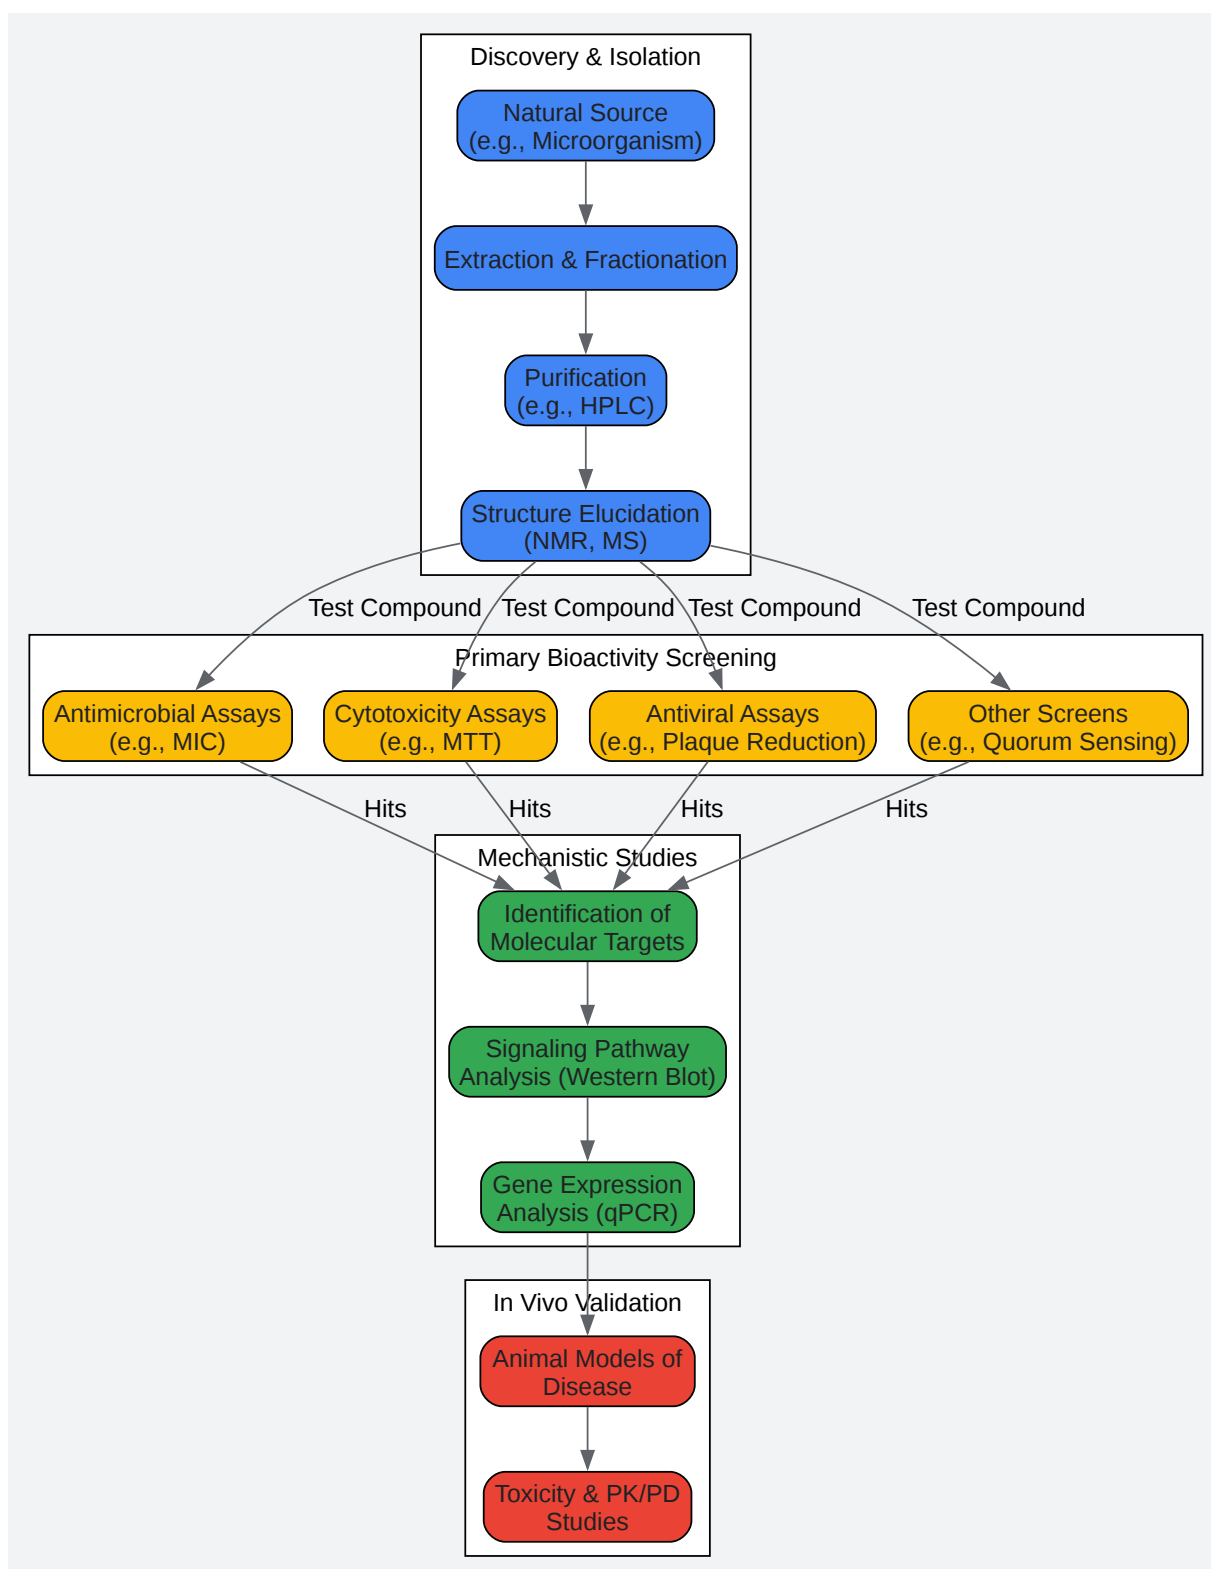 Discovery & Isolation
Natural Source
(e.g., Microorganism)
Extraction & Fractionation
Purification
(e.g., HPLC)
Structure Elucidation
(NMR, MS)
Test Compound
Test Compound
Test Compound
Test Compound
Primary Bioactivity Screening
Antimicrobial Assays
(e.g., MIC)
Cytotoxicity Assays
(e.g., MTT)
Antiviral Assays
(e.g., Plaque Reduction)
Other Screens
(e.g., Quorum Sensing)
Hits
Hits
Hits
Hits
Mechanistic Studies
Identification of
Molecular Targets
Signaling Pathway
Analysis (Western Blot)
Gene Expression
Analysis (qPCR)
In Vivo Validation
Animal Models of
Disease
Toxicity & PK/PD
Studies